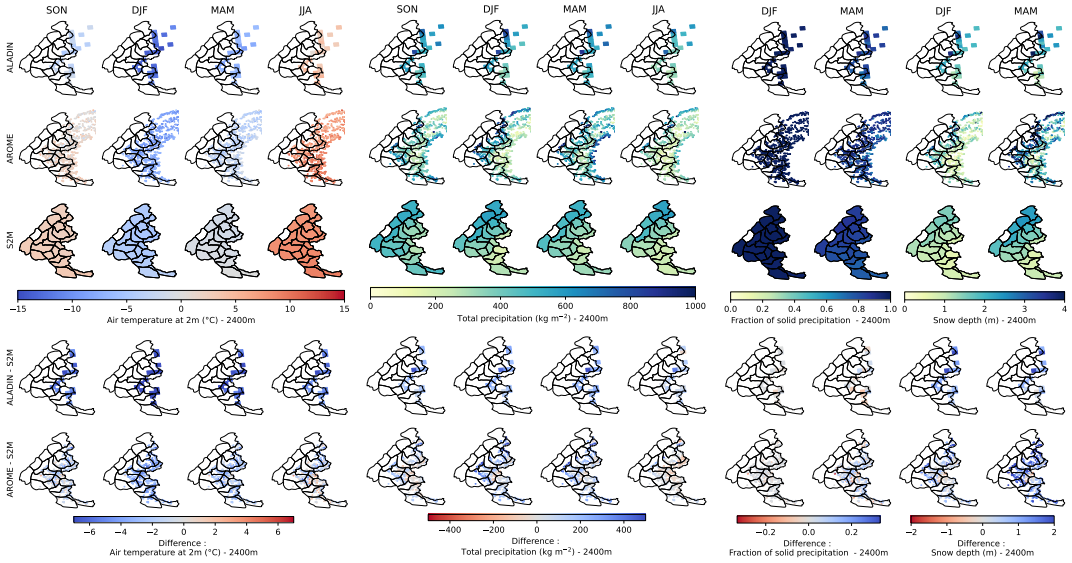 SON DJF MAM JJA SON DJF MAM JJA DJF MAM DJF MAM
ALADIN
AROME
S2M
−15 −10 −5 0 5 10 15
Air temperature at 2m (°C) - 2400m
0 200 400 600 800 1000
Total precipitation (kg m−2) - 2400m
0.0 0.2 0.4 0.6 0.8 1.0
Fraction of solid precipitation - 2400m
0 1 2 3 4
Snow depth (m) - 2400m
ALADIN - S2M
AROME - S2M
−6 −4 −2 0 2 4 6
Difference :
Air temperature at 2m (°C) - 2400m
−400 −200 0 200 400
Difference :
Total precipitation (kg m−2) - 2400m
−0.2 0.0 0.2
Difference :
Fraction of solid precipitation - 2400m
−2 −1 0 1 2
Difference :
Snow depth (m) - 2400m